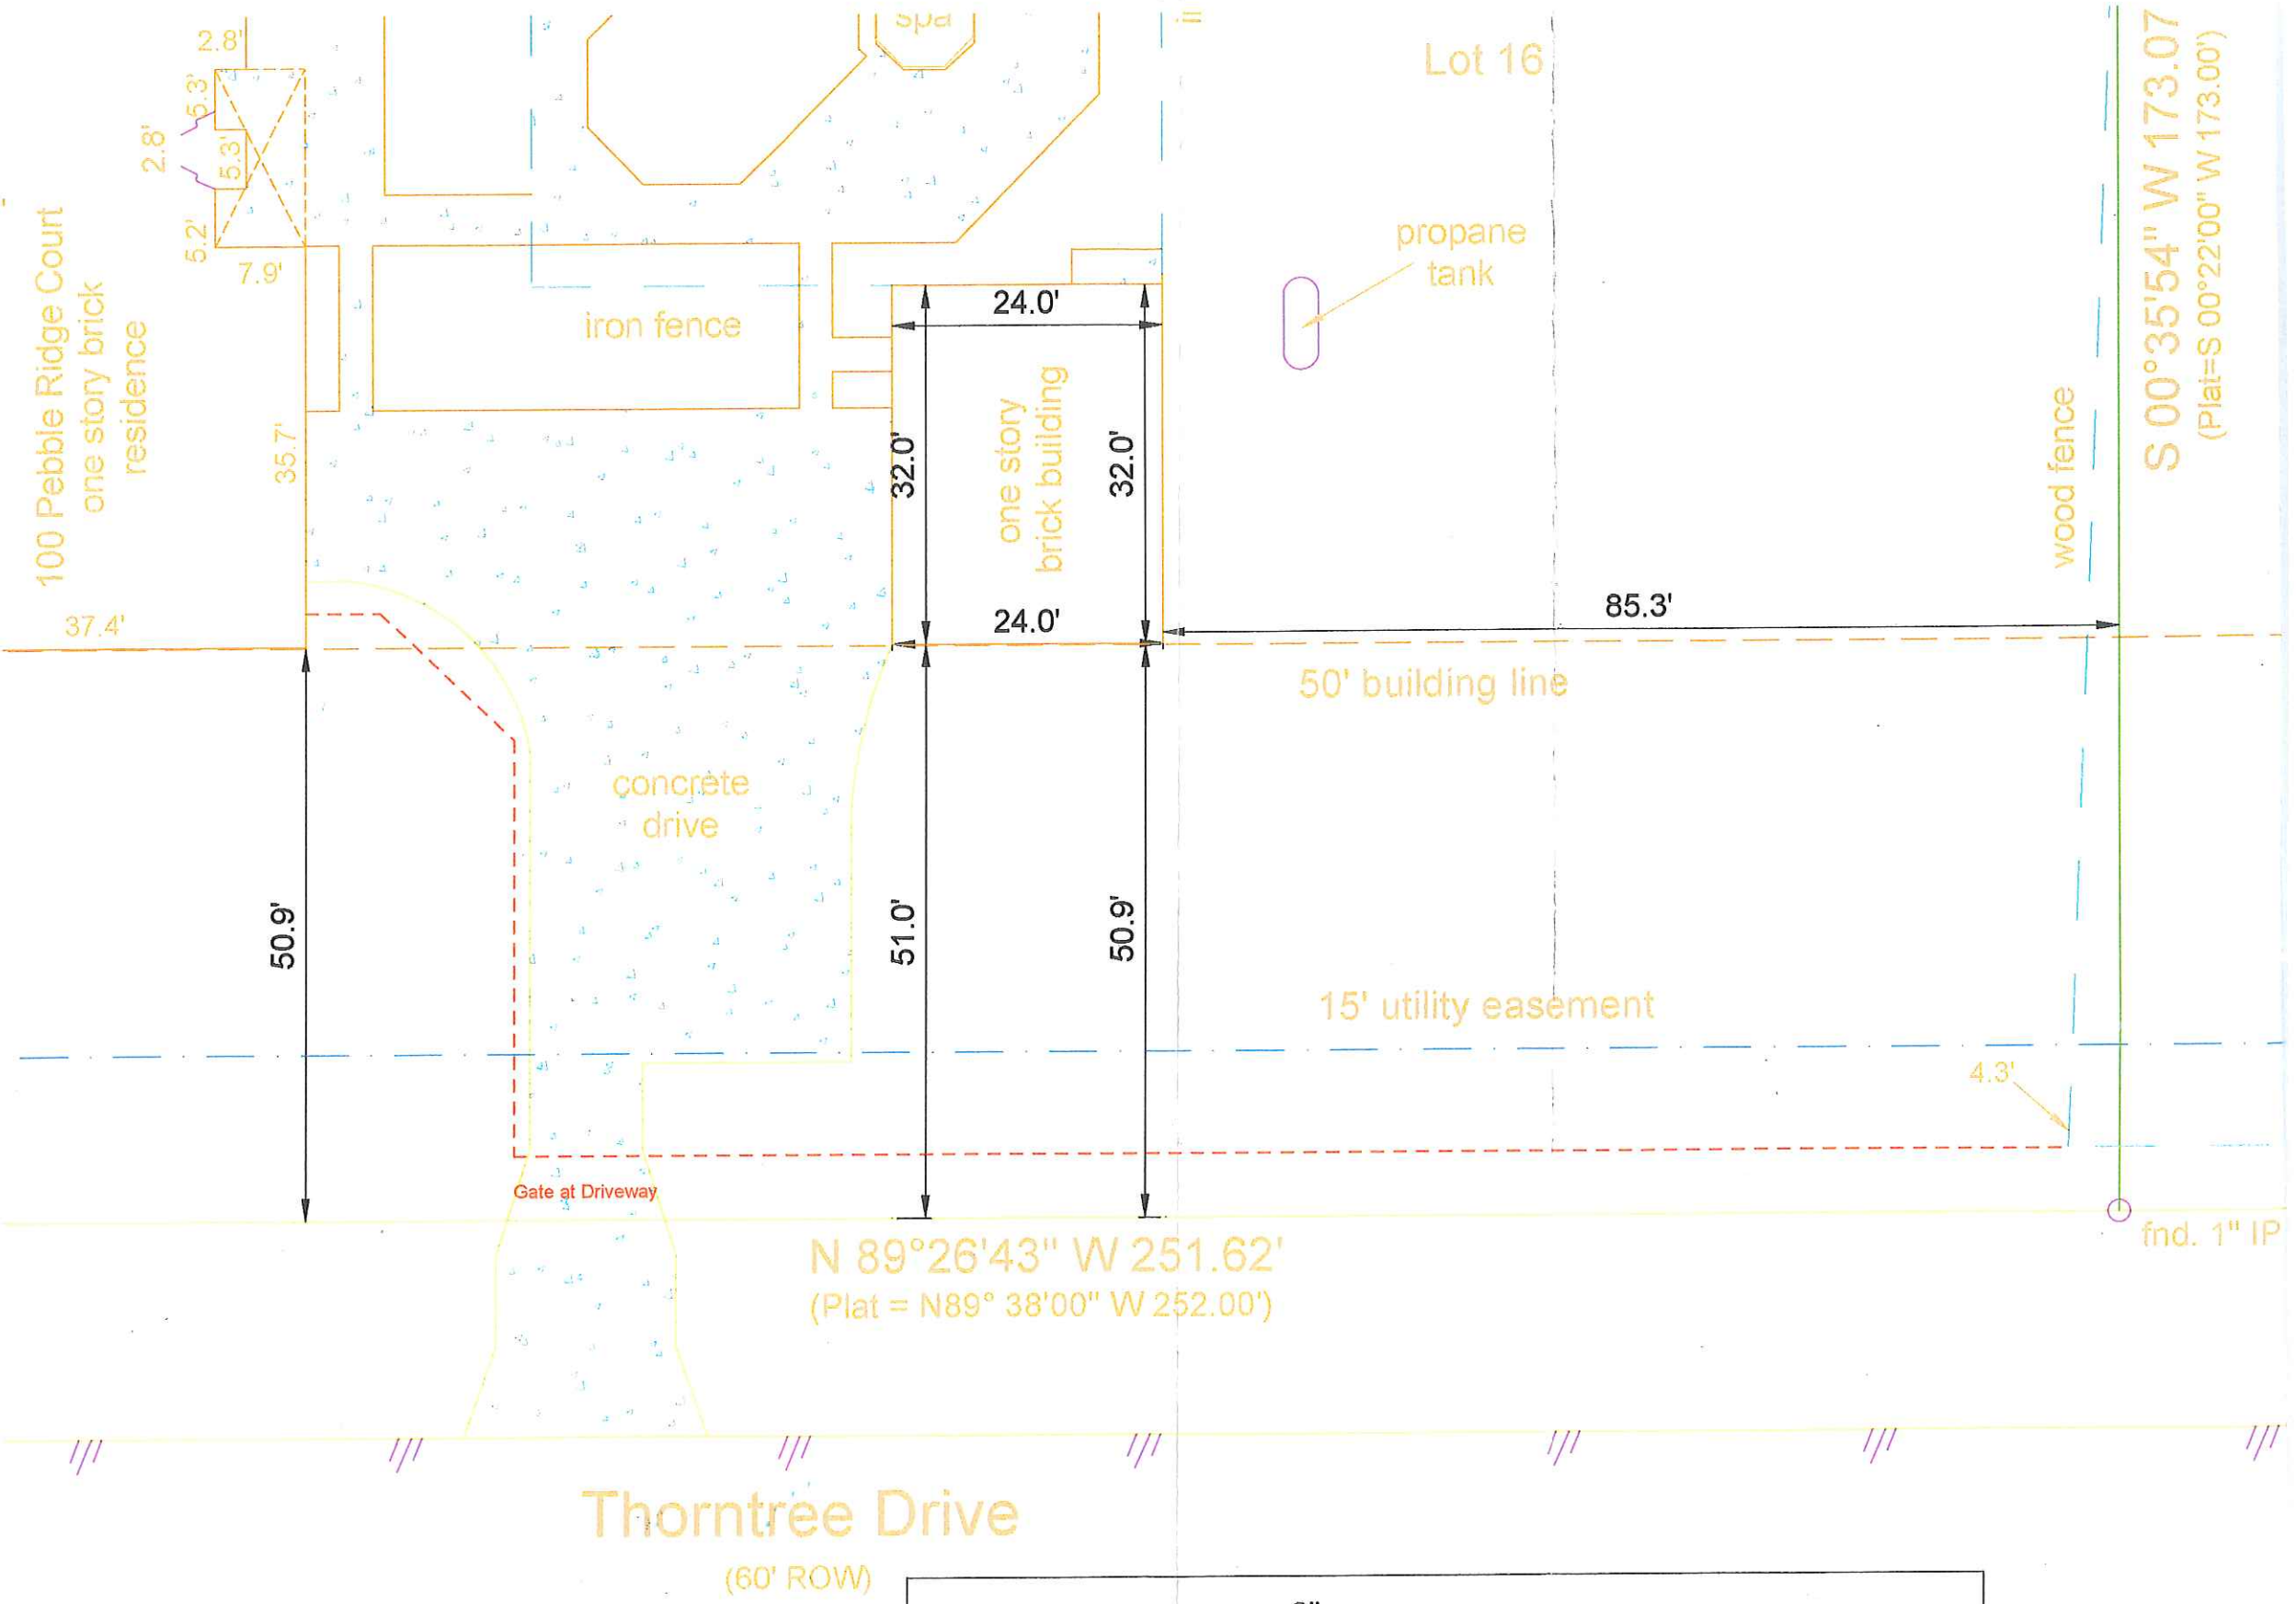 2.8'
spa
Lot 16
S 00°35'54" W 173.07
(Plat=S 00°22'00" W 173.00')
5.3'
2.8'
5.3'
5.2'
7.9'
100 Pebble Ridge Court
one story brick
residence
propane
tank
iron fence
24.0'
35.7'
32.0'
one story
brick building
32.0'
wood fence
37.4'
24.0'
85.3'
50' building line
concrete
drive
50.9'
51.0'
50.9'
15' utility easement
4.3'
Gate at Driveway
fnd. 1" IP
N 89°26'43" W 251.62'
(Plat = N89° 38'00" W 252.00')
Thorntree Drive
(60' ROW)